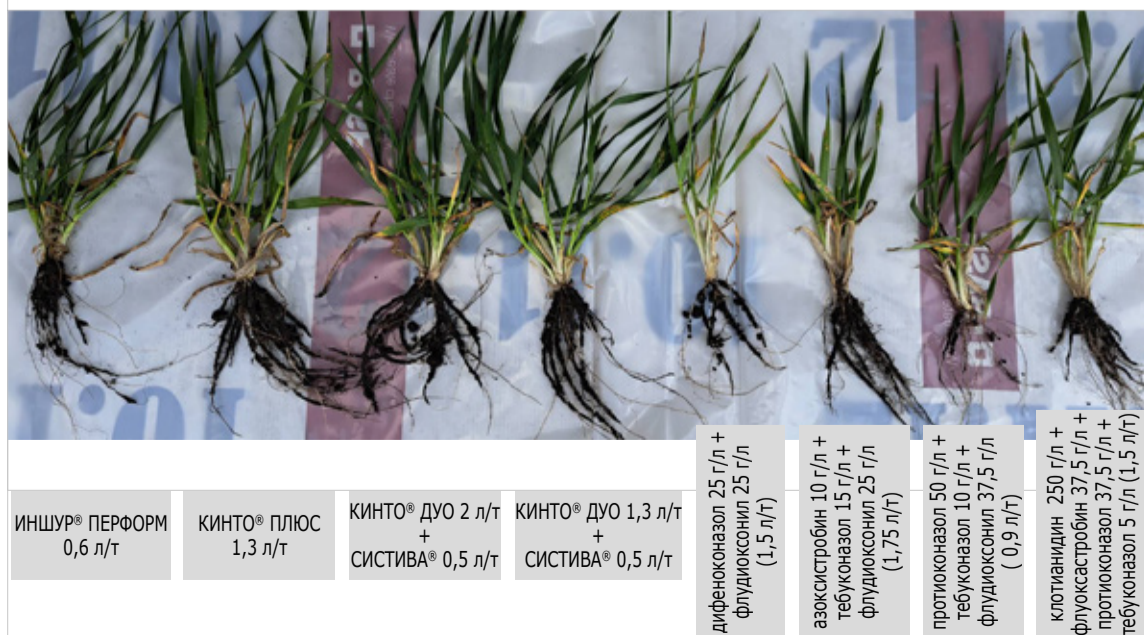 ИНШУР® ПЕРФОРМ
0,6 л/т
КИНТО® ПЛЮС
1,3 л/т
КИНТО® ДУО 2 л/т
+
СИСТИВА® 0,5 л/т
КИНТО® ДУО 1,3 л/т
+
СИСТИВА® 0,5 л/т
дифеноконазол 25 г/л +
флудиоксонил 25 г/л
(1,5 л/т)
азоксистробин 10 г/л +
тебуконазол 15 г/л +
флудиоксонил 25 г/л
(1,75 л/т)
протиоконазол 50 г/л +
тебуконазол 10 г/л +
флудиоксонил 37,5 г/л
( 0,9 л/т)
клотианидин 250 г/л +
флуоксастробин 37,5 г/л +
протиоконазол 37,5 г/л +
тебуконазол 5 г/л (1,5 л/т)